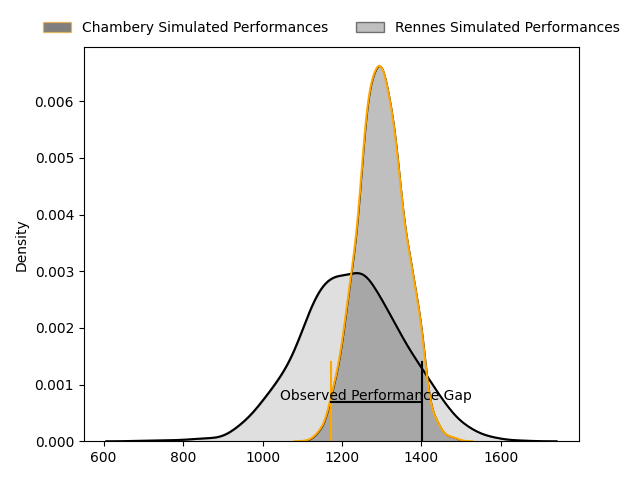 Chambery Simulated Performances Rennes Simulated Performances
0.006
0.005
0.004
0.003
0.002
0.001
0.000
Density
Observed Performance Gap
600 800 1000 1200 1400 1600